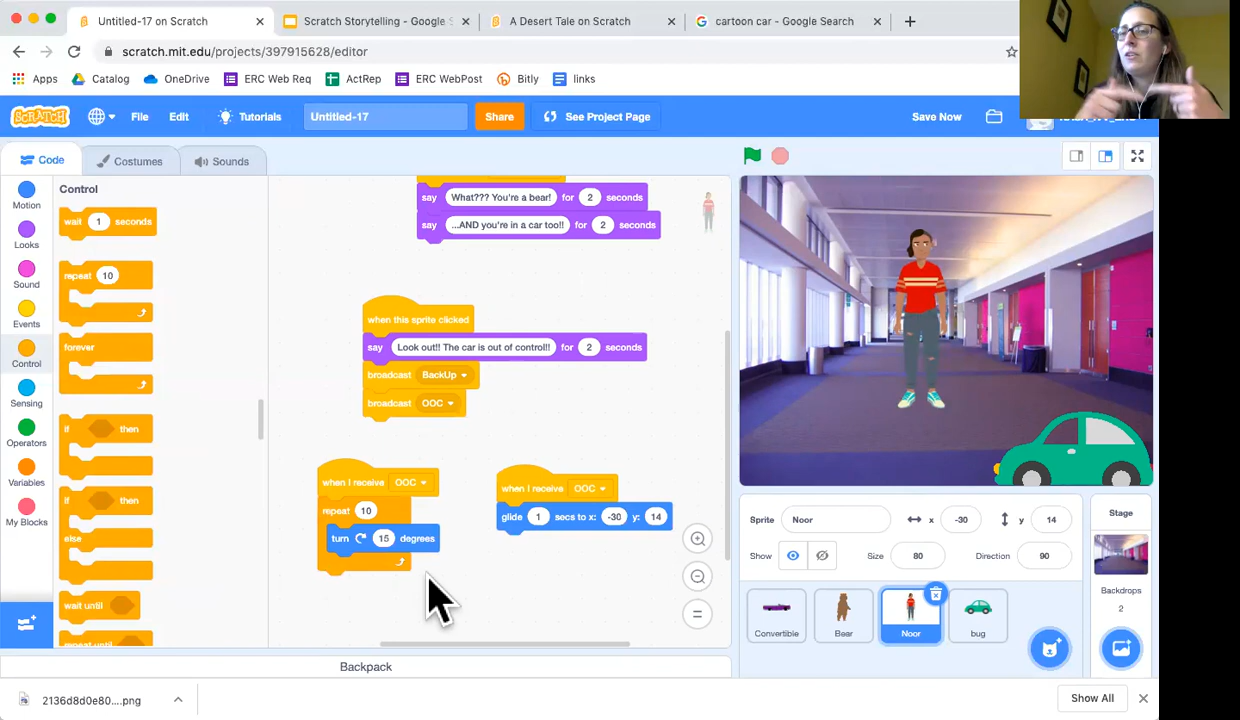 Untitled-17 on Scratch
Scratch Storytelling - Google S
A Desert Tale on Scratch
cartoon car - Google Search
scratch.mit.edu/projects/397915628/editor
Apps
Catalog
OneDrive
ERC Web Req
ActRep
ERC WebPost
Bitly
links
SCRATCH
File
Edit
Tutorials
Untitled-17
Share
See Project Page
Save Now
Code
Costumes
Sounds
Motion
Looks
Sound
Events
Control
Sensing
Operators
Variables
My Blocks
Control
wait 1 seconds
repeat 10
forever
if then
if then
else
wait until
repeat until
say What??? You're a bear! for 2 seconds
say ...AND you're in a car too!! for 2 seconds
when this sprite clicked
say Look out!! The car is out of control!! for 2 seconds
broadcast BackUp
broadcast OOC
when I receive OOC
repeat 10
turn 15 degrees
when I receive OOC
glide 1 secs to x: -30 y: 14
Sprite Noor x -30 y 14
Show Size 80 Direction 90
Convertible
Bear
Noor
bug
Stage
Backdrops
2
Backpack
2136d8d0e80....png
Show All